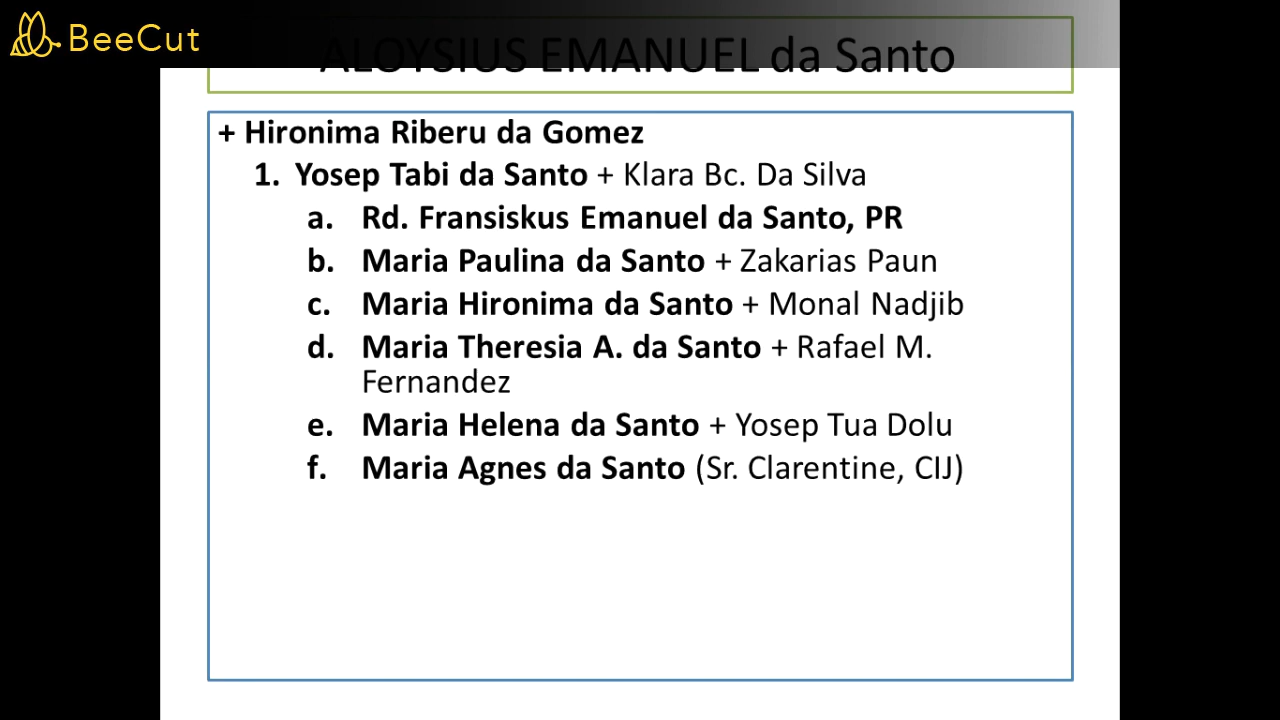 BeeCut
ALOYSIUS EMANUEL da Santo
+ Hironima Riberu da Gomez
1. Yosep Tabi da Santo + Klara Bc. Da Silva
a. Rd. Fransiskus Emanuel da Santo, PR
b. Maria Paulina da Santo + Zakarias Paun
c. Maria Hironima da Santo + Monal Nadjib
d. Maria Theresia A. da Santo + Rafael M.
Fernandez
e. Maria Helena da Santo + Yosep Tua Dolu
f. Maria Agnes da Santo (Sr. Clarentine, CIJ)